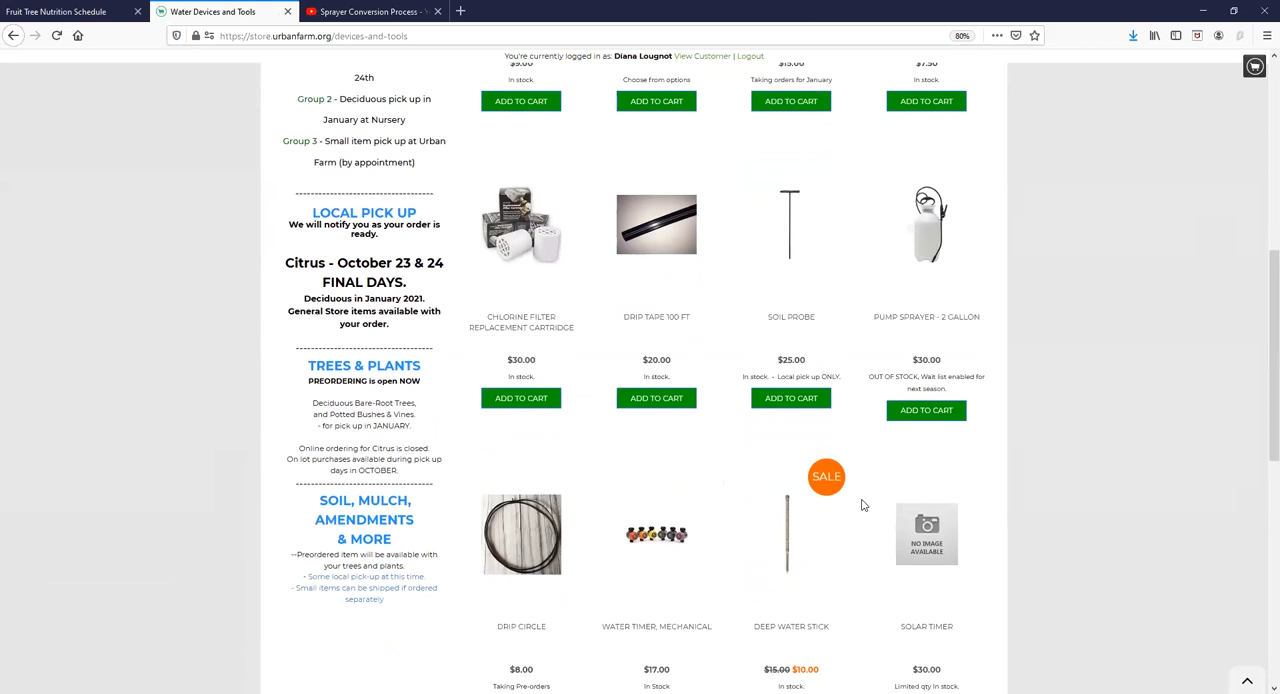 Fruit Tree Nutrition Schedule
Water Devices and Tools
Sprayer Conversion Process - Y
https://store.urbanfarm.org/devices-and-tools
80%
You're currently logged in as: Diana Lougnot View Customer | Logout
24th
Group 2 - Deciduous pick up in
January at Nursery
Group 3 - Small item pick up at Urban
Farm (by appointment)
----------------------------------
LOCAL PICK UP
We will notify you as your order is
ready.
Citrus - October 23 & 24
FINAL DAYS.
Deciduous in January 2021.
General Store items available with
your order.
----------------------------------
TREES & PLANTS
PREORDERING is open NOW
Deciduous Bare-Root Trees,
and Potted Bushes & Vines.
- for pick up in JANUARY.
Online ordering for Citrus is closed.
On lot purchases available during pick up
days in OCTOBER.
----------------------------------
SOIL, MULCH,
AMENDMENTS
& MORE
--Preordered item will be available with
your trees and plants.
- Some local pick-up at this time.
- Small items can be shipped if ordered
separately
$9.00
$15.00
$7.50
In stock.
Choose from options
Taking orders for January
In stock.
ADD TO CART
ADD TO CART
ADD TO CART
ADD TO CART
CHLORINE FILTER
REPLACEMENT CARTRIDGE
DRIP TAPE 100 FT
SOIL PROBE
PUMP SPRAYER - 2 GALLON
$30.00
$20.00
$25.00
$30.00
In stock.
In stock.
In stock. - Local pick up ONLY.
OUT OF STOCK, Wait list enabled for
next season.
ADD TO CART
ADD TO CART
ADD TO CART
ADD TO CART
SALE
NO IMAGE
AVAILABLE
DRIP CIRCLE
WATER TIMER, MECHANICAL
DEEP WATER STICK
SOLAR TIMER
$8.00
$17.00
$15.00 $10.00
$30.00
Taking Pre-orders
In Stock
In stock.
Limited qty In stock.